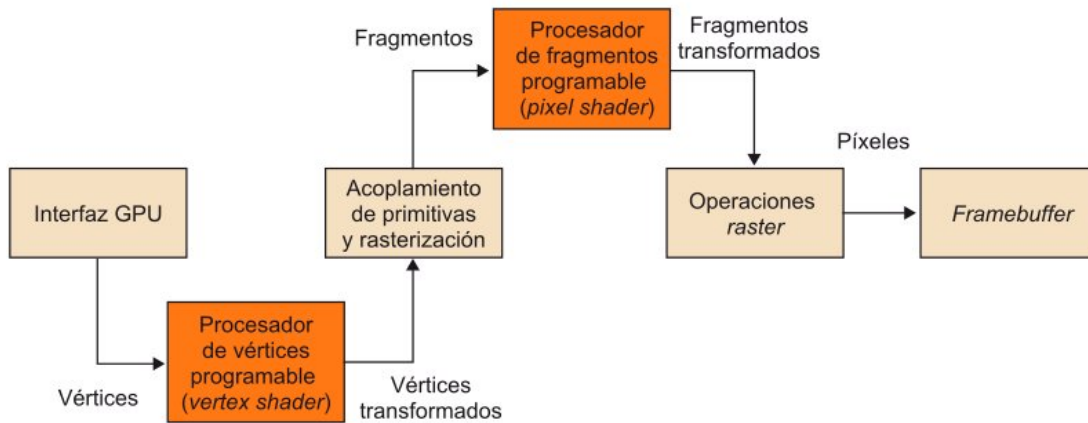 Interfaz GPU
Vértices
Procesador
de vértices
programable
(vertex shader)
Vértices
transformados
Acoplamiento
de primitivas
y rasterización
Fragmentos
Procesador
de fragmentos
programable
(pixel shader)
Fragmentos
transformados
Operaciones
raster
Píxeles
Framebuffer